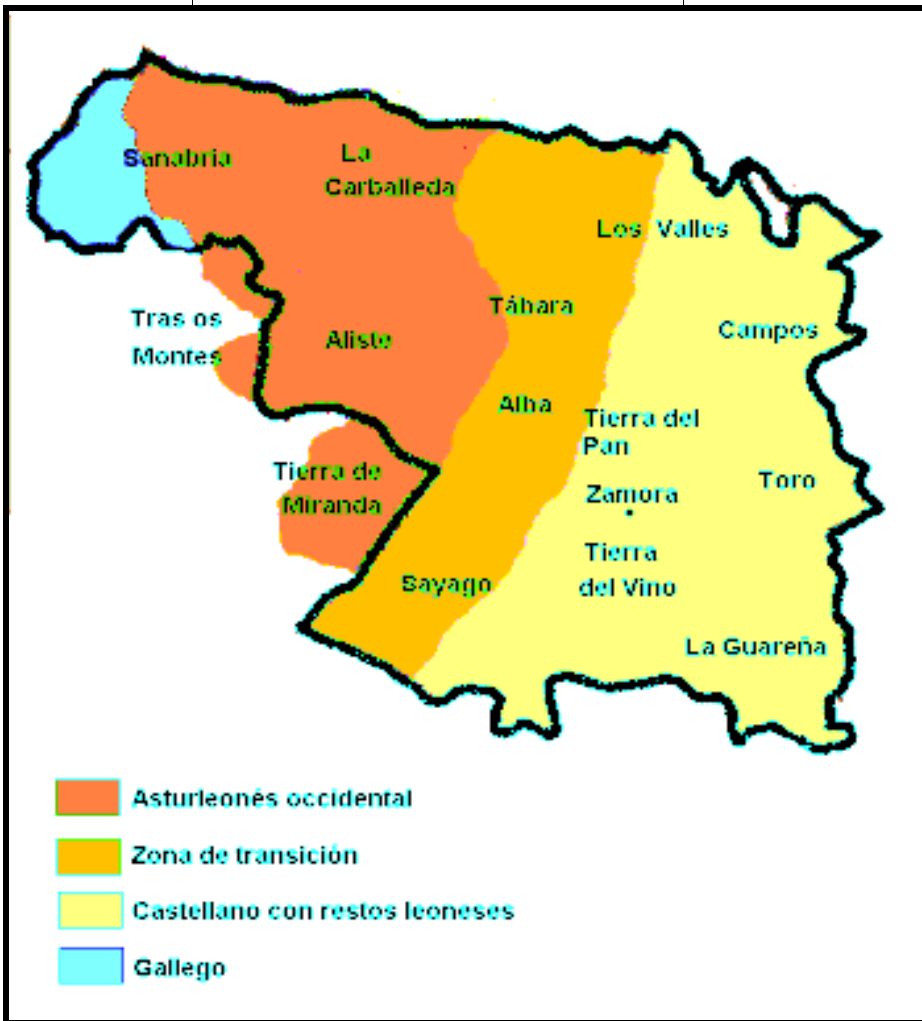 Sanabria
La
Carballeda
Los Valles
Tábara
Tras os
Montes
Aliste
Campos
Alba
Tierra del
Pan
Tierra de
Miranda
Zamora
Toro
Tierra
del Vino
Sayago
La Guareña
Asturleonés occidental
Zona de transición
Castellano con restos leoneses
Gallego